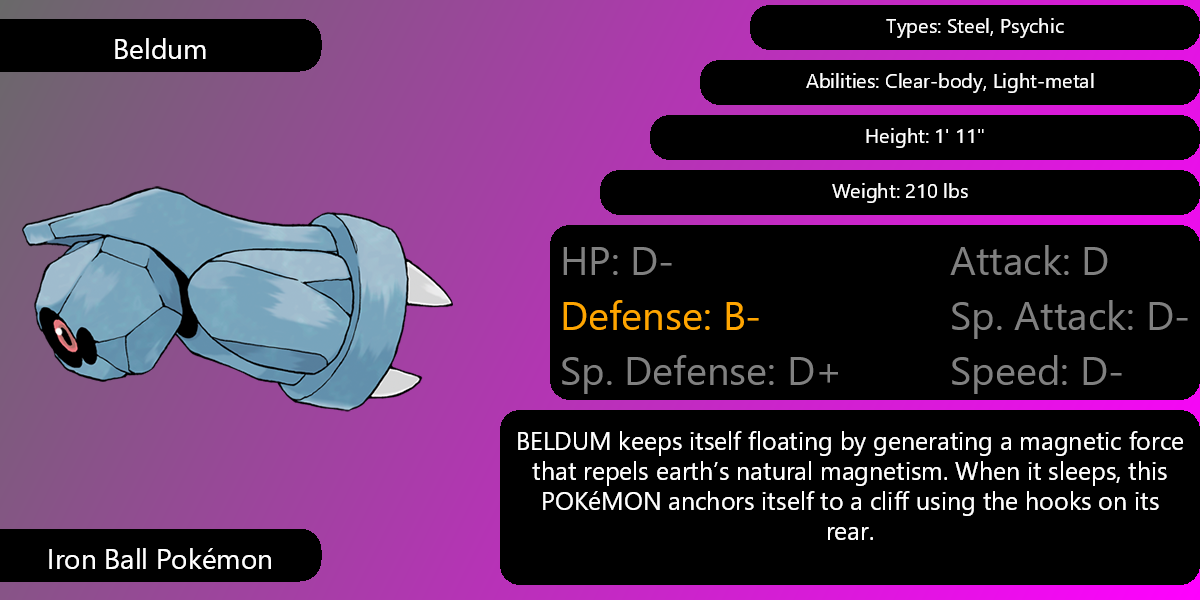 Beldum
Types: Steel, Psychic
Abilities: Clear-body, Light-metal
Height: 1' 11"
Weight: 210 lbs
HP: D-
Attack: D
Defense: B-
Sp. Attack: D-
Sp. Defense: D+
Speed: D-
BELDUM keeps itself floating by generating a magnetic force
that repels earth’s natural magnetism. When it sleeps, this
POKéMON anchors itself to a cliff using the hooks on its
rear.
Iron Ball Pokémon